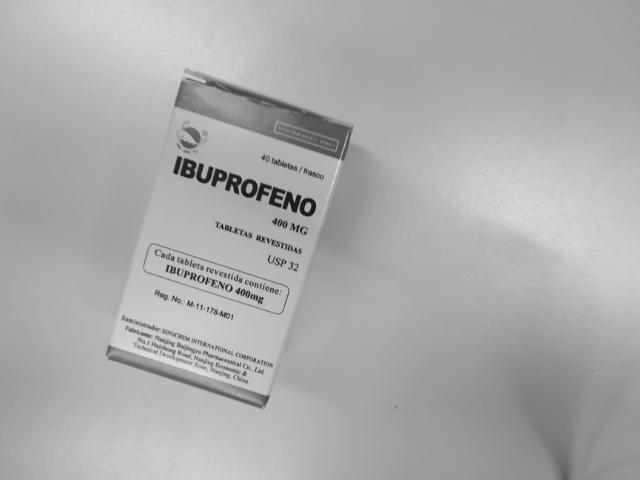 40 tabletas / frasco
IBUPROFENO
400 MG
TABLETAS REVESTIDAS
USP 32
Cada tableta revestida contiene:
IBUPROFENO 400mg
Reg. No.: M-11-178-M01
Suministrador: SINOCHEM INTERNATIONAL CORPORATION
Fabricante: Nanjing Baijingyu Pharmaceutical Co., Ltd.
No.1 Huizhong Road, Nanjing Economic &
Technical Development Zone, Nanjing, China.